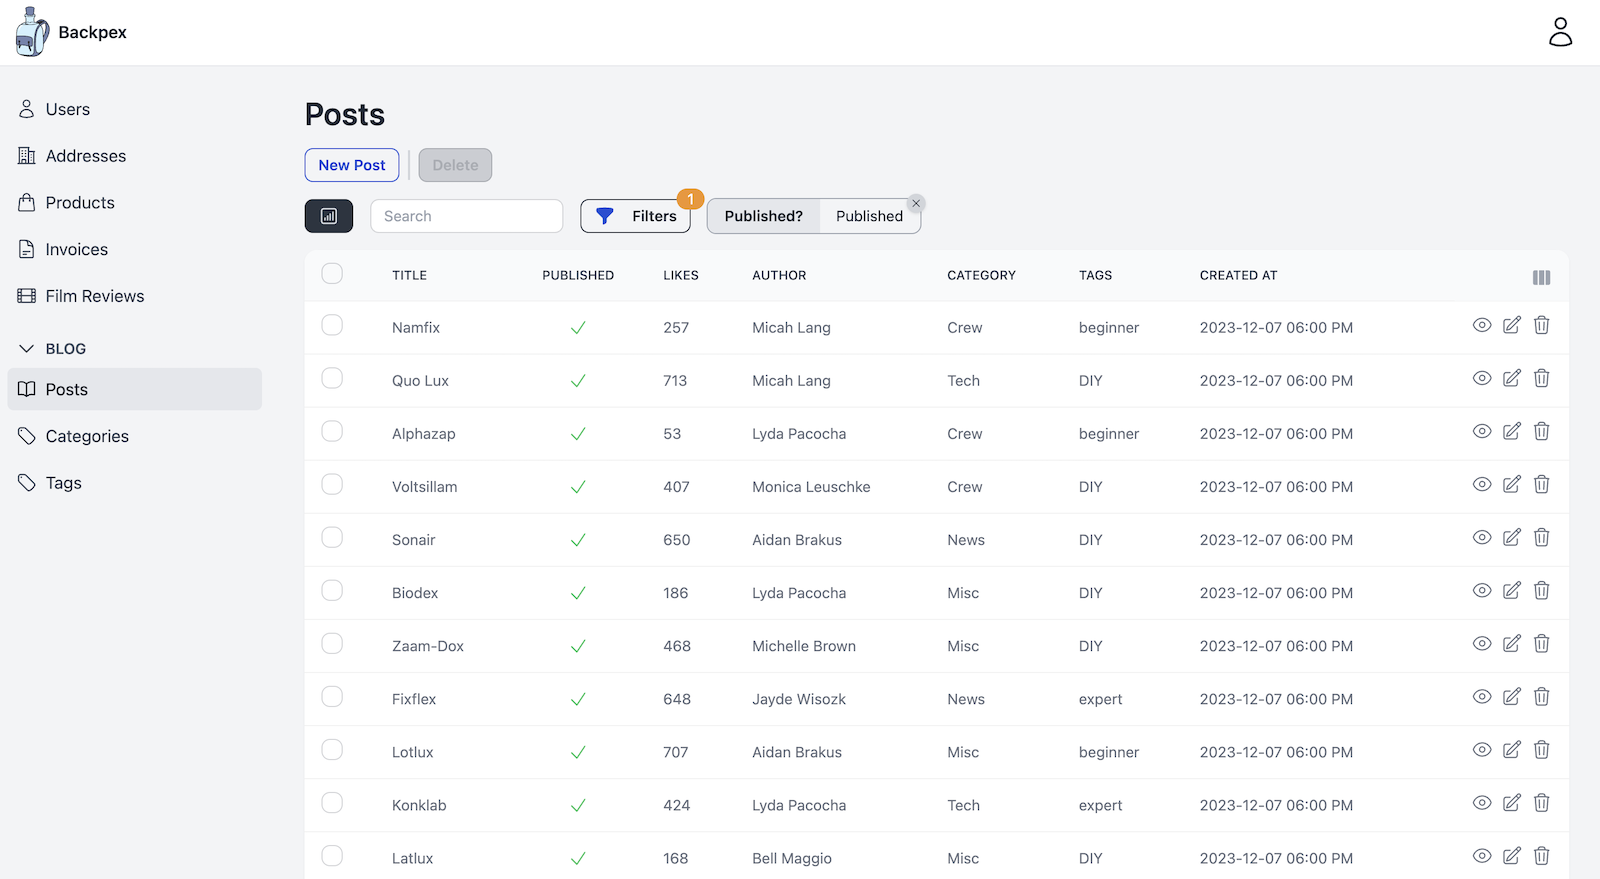 Backpex
Users
Addresses
Products
Invoices
Film Reviews
BLOG
Posts
Categories
Tags
Posts
New Post Delete
Search Filters 1 Published? Published
TITLE PUBLISHED LIKES AUTHOR CATEGORY TAGS CREATED AT
Namfix 257 Micah Lang Crew beginner 2023-12-07 06:00 PM
Quo Lux 713 Micah Lang Tech DIY 2023-12-07 06:00 PM
Alphazap 53 Lyda Pacocha Crew beginner 2023-12-07 06:00 PM
Voltsillam 407 Monica Leuschke Crew DIY 2023-12-07 06:00 PM
Sonair 650 Aidan Brakus News DIY 2023-12-07 06:00 PM
Biodex 186 Lyda Pacocha Misc DIY 2023-12-07 06:00 PM
Zaam-Dox 468 Michelle Brown Misc DIY 2023-12-07 06:00 PM
Fixflex 648 Jayde Wisozk News expert 2023-12-07 06:00 PM
Lotlux 707 Aidan Brakus Misc beginner 2023-12-07 06:00 PM
Konklab 424 Lyda Pacocha Tech expert 2023-12-07 06:00 PM
Latlux 168 Bell Maggio Misc DIY 2023-12-07 06:00 PM